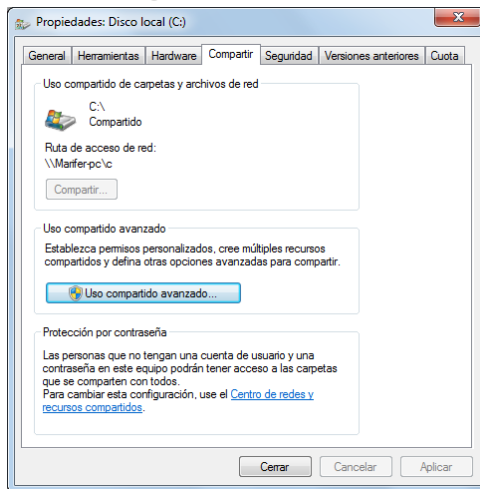 Propiedades: Disco local (C:)
General Herramientas Hardware Compartir Seguridad Versiones anteriores Cuota
Uso compartido de carpetas y archivos de red
C:\
Compartido
Ruta de acceso de red:
\\Marifer-pc\c
Compartir...
Uso compartido avanzado
Establezca permisos personalizados, cree múltiples recursos
compartidos y defina otras opciones avanzadas para compartir.
Uso compartido avanzado...
Protección por contraseña
Las personas que no tengan una cuenta de usuario y una
contraseña en este equipo podrán tener acceso a las carpetas
que se comparten con todos.
Para cambiar esta configuración, use el Centro de redes y
recursos compartidos.
Cerrar Cancelar Aplicar